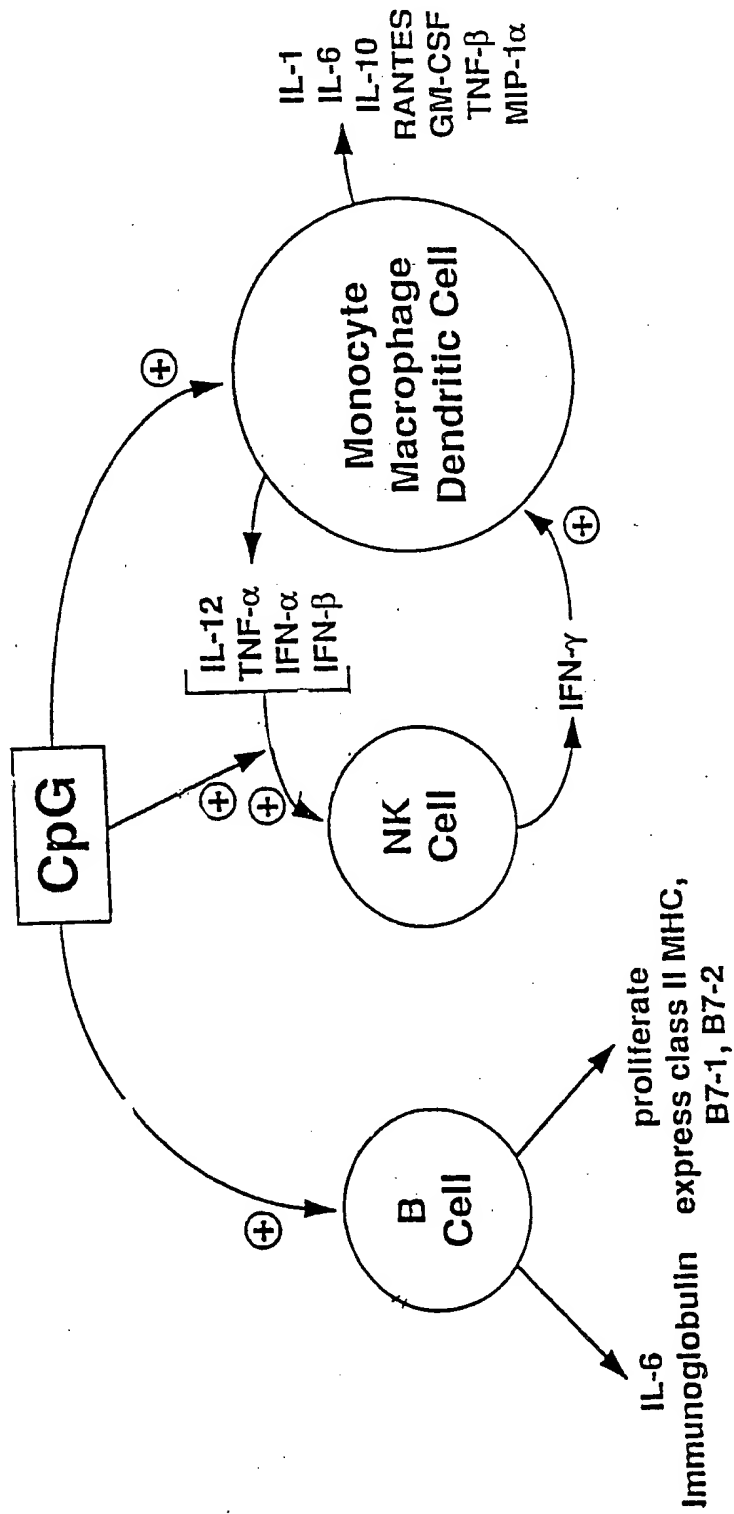 CpG
⊕
⊕
⊕
⊕
IL-12
TNF-α
IFN-α
IFN-β
B
Cell
NK
Cell
Monocyte
Macrophage
Dendritic Cell
IL-1
IL-6
IL-10
RANTES
GM-CSF
TNF-β
MIP-1α
IFN-γ
⊕
IL-6
Immunoglobulin
proliferate
express class II MHC,
B7-1, B7-2